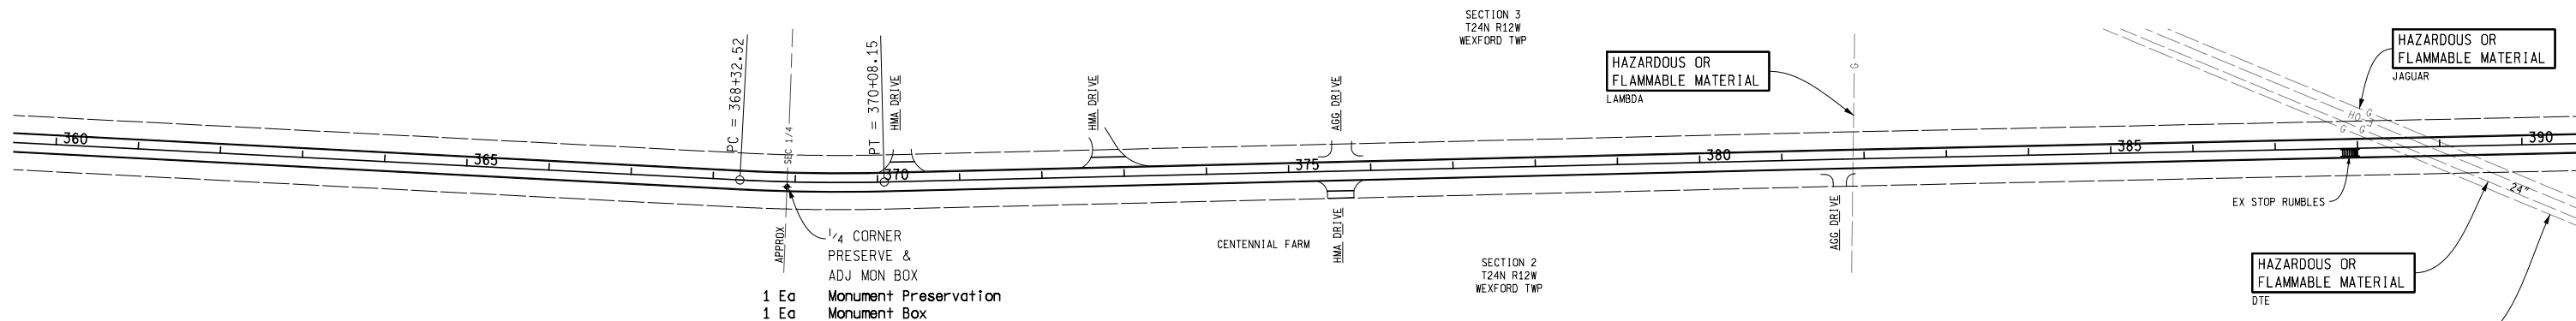 SECTION 3
T24N R12W
WEXFORD TWP
HAZARDOUS OR
FLAMMABLE MATERIAL
JAGUAR
HAZARDOUS OR
FLAMMABLE MATERIAL
LAMBDA
PC = 368+32.52
SEC 1/4
PT = 370+08.15
HMA DRIVE
HMA DRIVE
AGG DRIVE
G
G
G
G
360
365
370
375
380
385
390
24"
EX STOP RUMBLES
APPROX
1/4 CORNER
PRESERVE &
ADJ MON BOX
1 Ea Monument Preservation
1 Ea Monument Box
CENTENNIAL FARM
HMA DRIVE
AGG DRIVE
SECTION 2
T24N R12W
WEXFORD TWP
HAZARDOUS OR
FLAMMABLE MATERIAL
DTE